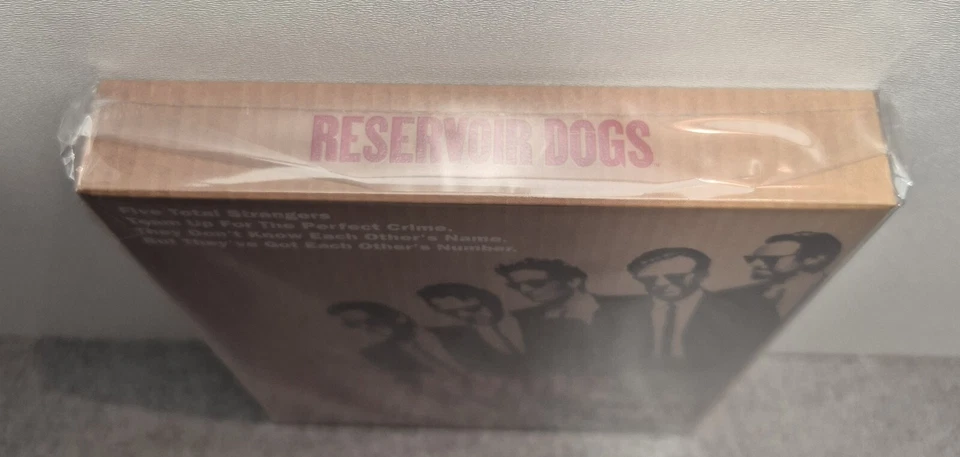 RESERVOIR DOGS
Five Total Strangers
Team Up For The Perfect Crime.
They Don't Know Each Other's Name.
But They've Got Each Other's Number.